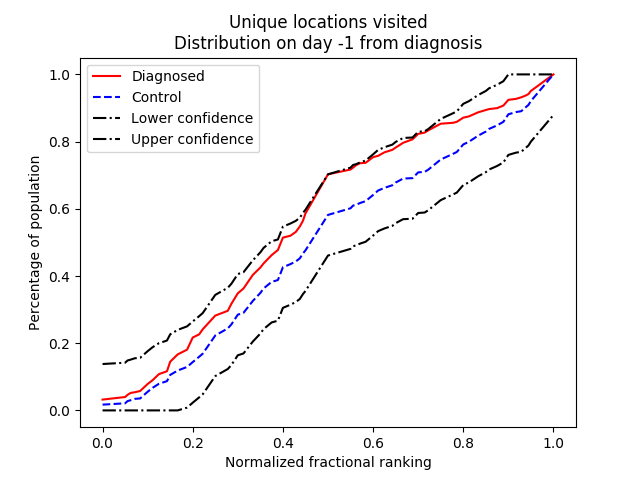 Unique locations visited
Distribution on day -1 from diagnosis
Diagnosed
Control
Lower confidence
Upper confidence
Percentage of population
1.0
0.8
0.6
0.4
0.2
0.0
0.0 0.2 0.4 0.6 0.8 1.0
Normalized fractional ranking